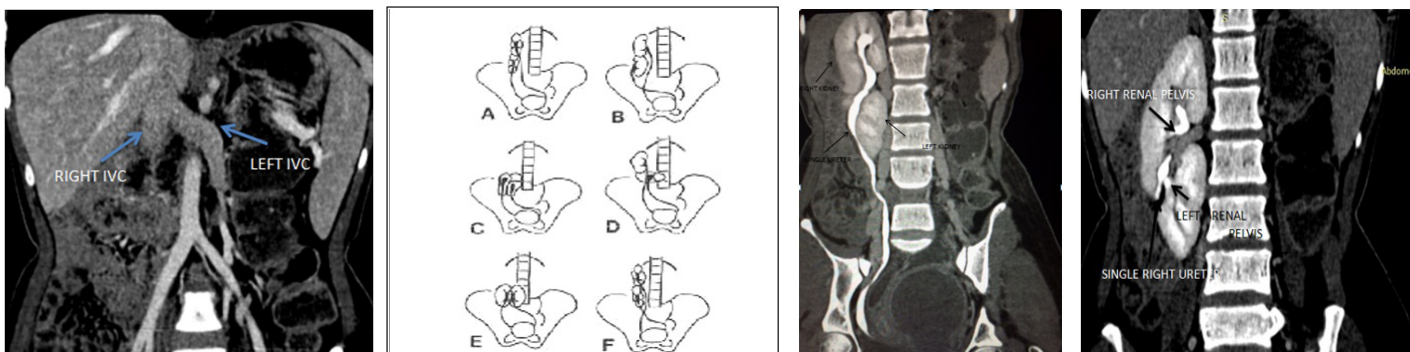 RIGHT IVC
LEFT IVC
A
B
C
D
E
F
RIGHT KIDNEY
LEFT KIDNEY
SINGLE URETER
S
Abdome
RIGHT RENAL PELVIS
LEFT RENAL
PELVIS
SINGLE RIGHT URETER